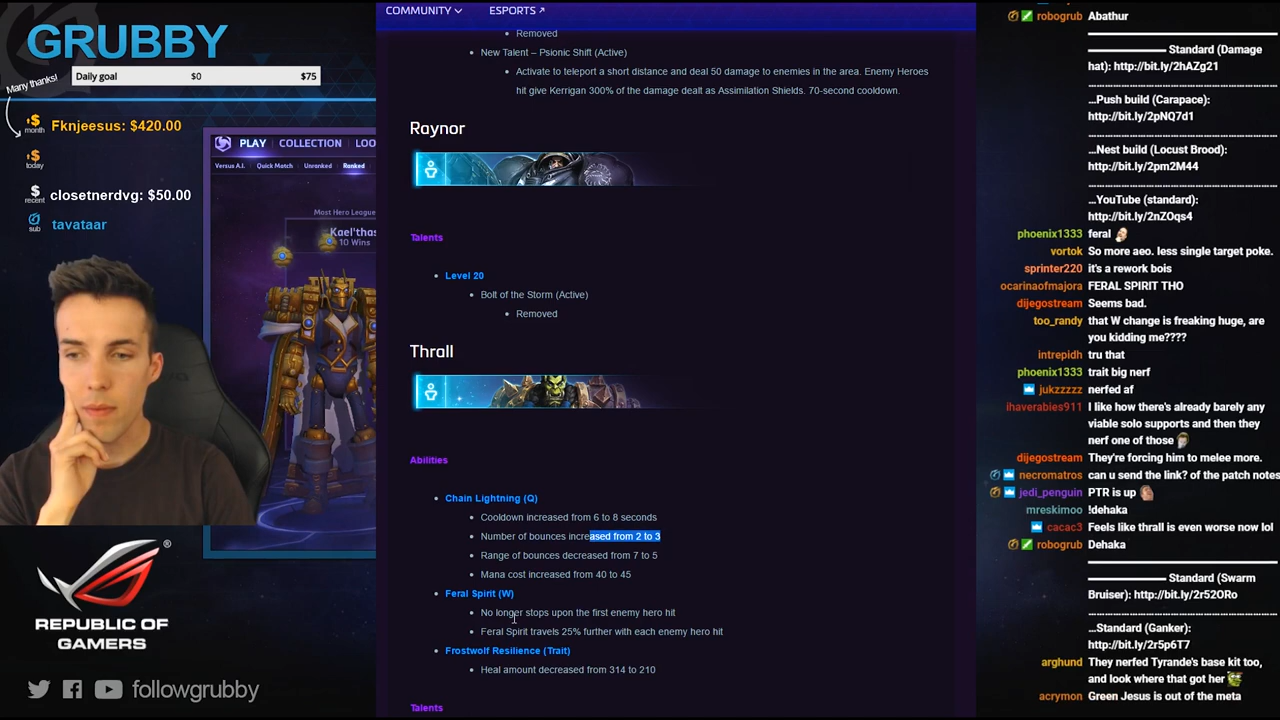 GRUBBY
Many thanks!
Daily goal $0 $75
$ month Fknjeesus: $420.00
$ today
$ recent closetnerdvg: $50.00
sub tavataar
PLAY COLLECTION LOO
Versus A.I. Quick Match Unranked Ranked
Most Hero League
Kael'thas
10 Wins
REPUBLIC OF
GAMERS
®
followgrubby
COMMUNITY ESPORTS
Removed
New Talent – Psionic Shift (Active)
Activate to teleport a short distance and deal 50 damage to enemies in the area. Enemy Heroes
hit give Kerrigan 300% of the damage dealt as Assimilation Shields. 70-second cooldown.
Raynor
Talents
Level 20
Bolt of the Storm (Active)
Removed
Thrall
Abilities
Chain Lightning (Q)
Cooldown increased from 6 to 8 seconds
Number of bounces increased from 2 to 3
Range of bounces decreased from 7 to 5
Mana cost increased from 40 to 45
Feral Spirit (W)
No longer stops upon the first enemy hero hit
Feral Spirit travels 25% further with each enemy hero hit
Frostwolf Resilience (Trait)
Heal amount decreased from 314 to 210
Talents
robogrub Abathur
Standard (Damage
hat): http://bit.ly/2hAZg21
...Push build (Carapace):
http://bit.ly/2pNQ7d1
...Nest build (Locust Brood):
http://bit.ly/2pm2M44
...YouTube (standard):
http://bit.ly/2nZOqs4
phoenix1333 feral
vortok So more aeo. less single target poke.
sprinter220 it's a rework bois
ocarinaofmajora FERAL SPIRIT THO
dijegostream Seems bad.
too_randy that W change is freaking huge, are
you kidding me????
intrepidh tru that
phoenix1333 trait big nerf
jukzzzzz nerfed af
ihaverabies911 I like how there's already barely any
viable solo supports and then they
nerf one of those
dijegostream They're forcing him to melee more.
necromatros can u send the link? of the patch notes
jedi_penguin PTR is up
mreskimoo !dehaka
cacac3 Feels like thrall is even worse now lol
robogrub Dehaka
Standard (Swarm
Bruiser): http://bit.ly/2r52ORo
...Standard (Ganker):
http://bit.ly/2r5p6T7
arghund They nerfed Tyrande's base kit too,
and look where that got her
acrymon Green Jesus is out of the meta